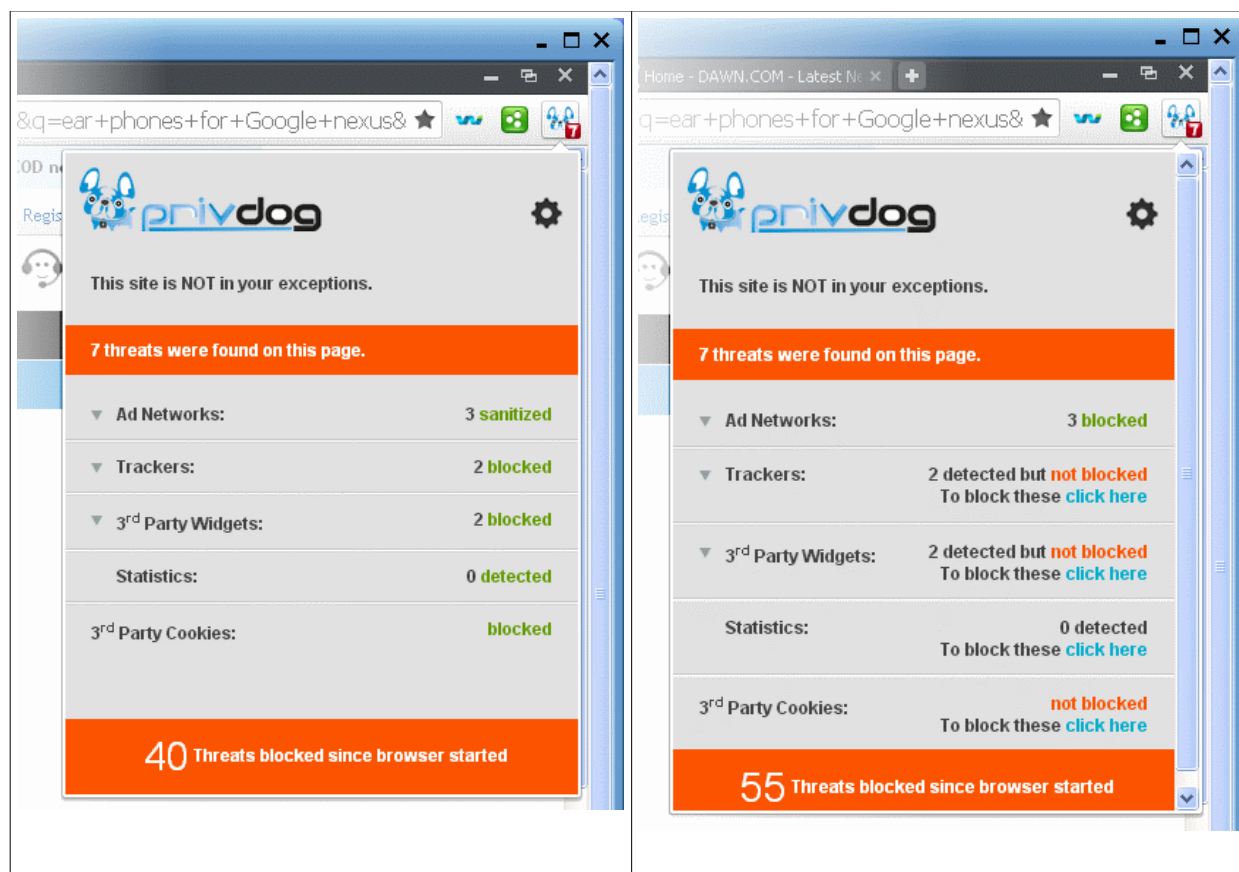 &q=ear+phones+for+Google+nexus&
7
Regis
privdog
This site is NOT in your exceptions.
7 threats were found on this page.
Ad Networks: 3 sanitized
Trackers: 2 blocked
3rd Party Widgets: 2 blocked
Statistics: 0 detected
3rd Party Cookies: blocked
40 Threats blocked since browser started
Home - DAWN.COM - Latest Ne
q=ear+phones+for+Google+nexus&
7
privdog
This site is NOT in your exceptions.
7 threats were found on this page.
Ad Networks: 3 blocked
Trackers: 2 detected but not blocked
To block these click here
3rd Party Widgets: 2 detected but not blocked
To block these click here
Statistics: 0 detected
To block these click here
3rd Party Cookies: not blocked
To block these click here
55 Threats blocked since browser started